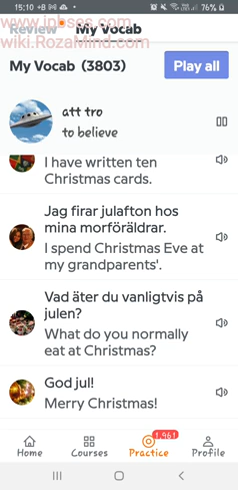 15:10 +B 76%
www.inbses.com
Review My Vocab
wiki.RozaMind.com
My Vocab (3803) Play all
att tro
to believe
I have written ten
Christmas cards.
Jag firar julafton hos
mina morföräldrar.
I spend Christmas Eve at
my grandparents'.
Vad äter du vanligtvis på
julen?
What do you normally
eat at Christmas?
God jul!
Merry Christmas!
1,961
Home Courses Practice Profile